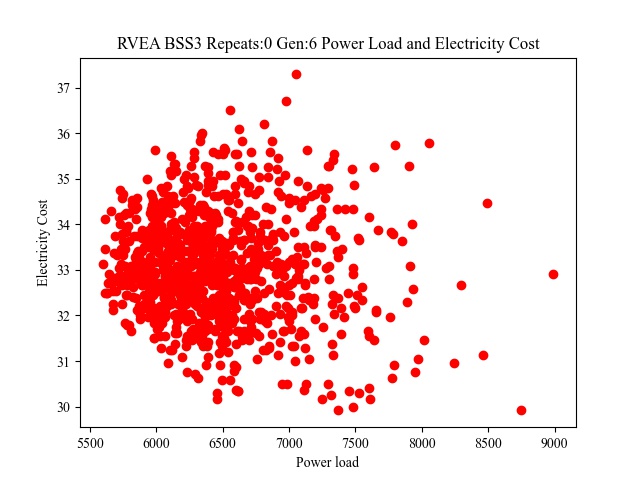 RVEA BSS3 Repeats:0 Gen:6 Power Load and Electricity Cost
37
36
35
34
33
32
31
30
Electricity Cost
5500 6000 6500 7000 7500 8000 8500 9000
Power load